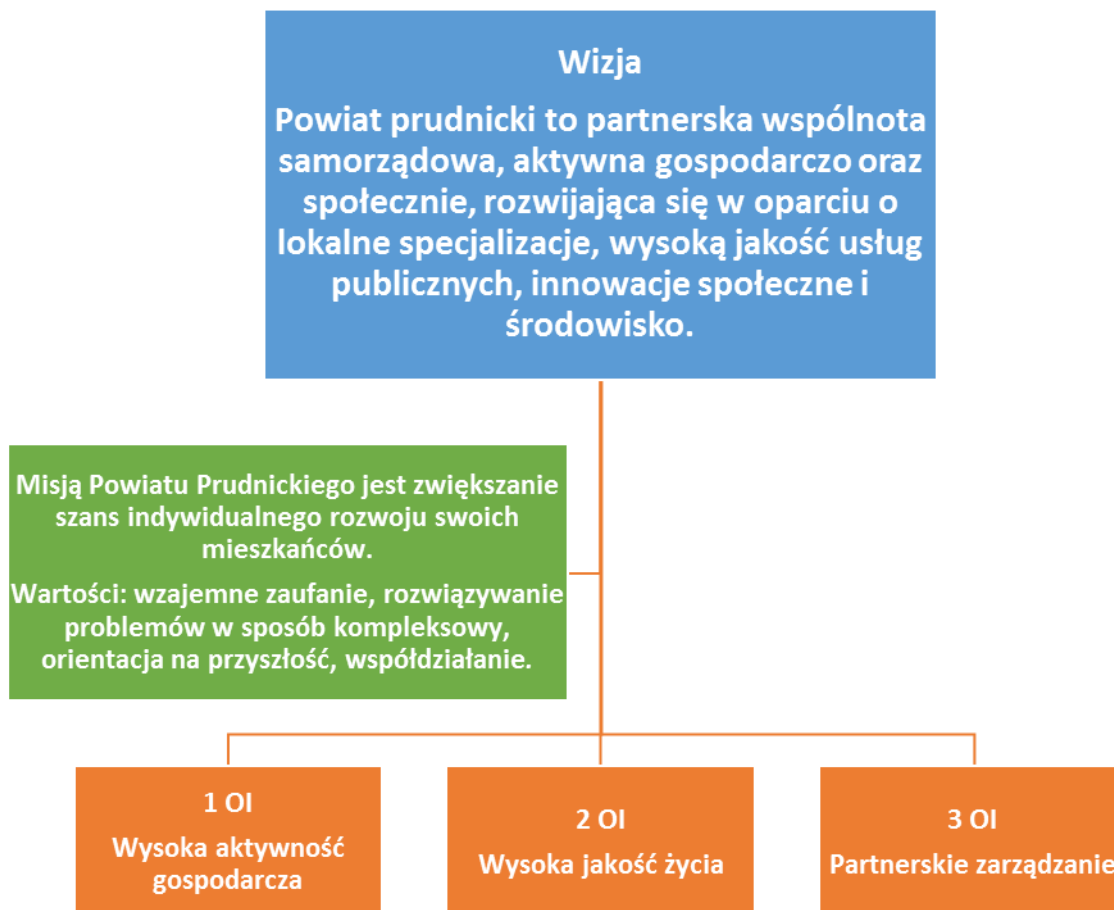 Wizja
Powiat prudnicki to partnerska wspólnota
samorządowa, aktywna gospodarczo oraz
społecznie, rozwijająca się w oparciu o
lokalne specjalizacje, wysoką jakość usług
publicznych, innowacje społeczne i
środowisko.
Misją Powiatu Prudnickiego jest zwiększanie
szans indywidualnego rozwoju swoich
mieszkańców.
Wartości: wzajemne zaufanie, rozwiązywanie
problemów w sposób kompleksowy,
orientacja na przyszłość, współdziałanie.
1 OI
Wysoka aktywność
gospodarcza
2 OI
Wysoka jakość życia
3 OI
Partnerskie zarządzanie